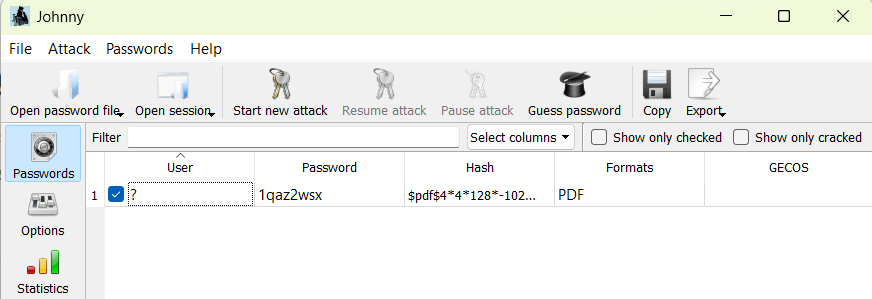 Johnny
File Attack Passwords Help
Open password file Open session Start new attack Resume attack Pause attack Guess password Copy Export
Passwords
Options
Statistics
Filter Select columns Show only checked Show only cracked
User Password Hash Formats GECOS
1 ? 1qaz2wsx $pdf$4*4*128*-102... PDF